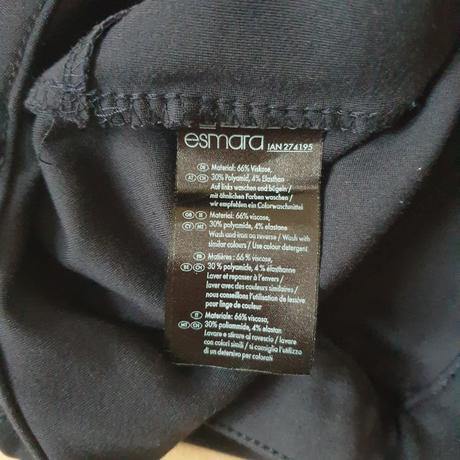 esmara IAN 274195
DE Material: 66% Viskose,
AT CH 30% Polyamid, 4% Elasthan
Auf links waschen und bügeln /
mit ähnlichen Farben waschen /
wir empfehlen ein Colorwaschmittel
GB IE Material: 66% viscose,
CY MT 30% polyamide, 4% elastane
Wash and iron on reverse / Wash with
similar colours / Use colour detergent
FR Matières : 66 % viscose,
BE CH 30 % polyamide, 4 % élasthanne
Laver et repasser à l'envers /
laver avec des couleurs similaires /
nous conseillons l'utilisation de lessive
pour linge de couleur
IT Materiale: 66% viscosa,
MT CH 30% poliammide, 4% elastan
Lavare e stirare al rovescio / lavare
con colori simili / si consiglia l'utilizzo
di un detersivo per colorati